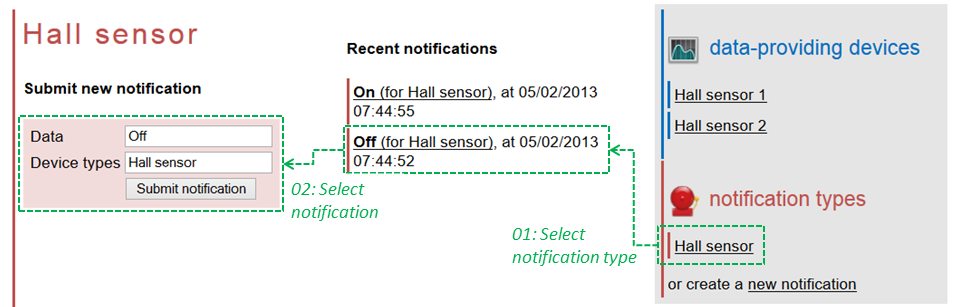 Hall sensor
Submit new notification
Data
Off
Device types
Hall sensor
Submit notification
02: Select
notification
Recent notifications
On (for Hall sensor), at 05/02/2013
07:44:55
Off (for Hall sensor), at 05/02/2013
07:44:52
01: Select
notification type
data-providing devices
Hall sensor 1
Hall sensor 2
notification types
Hall sensor
or create a new notification